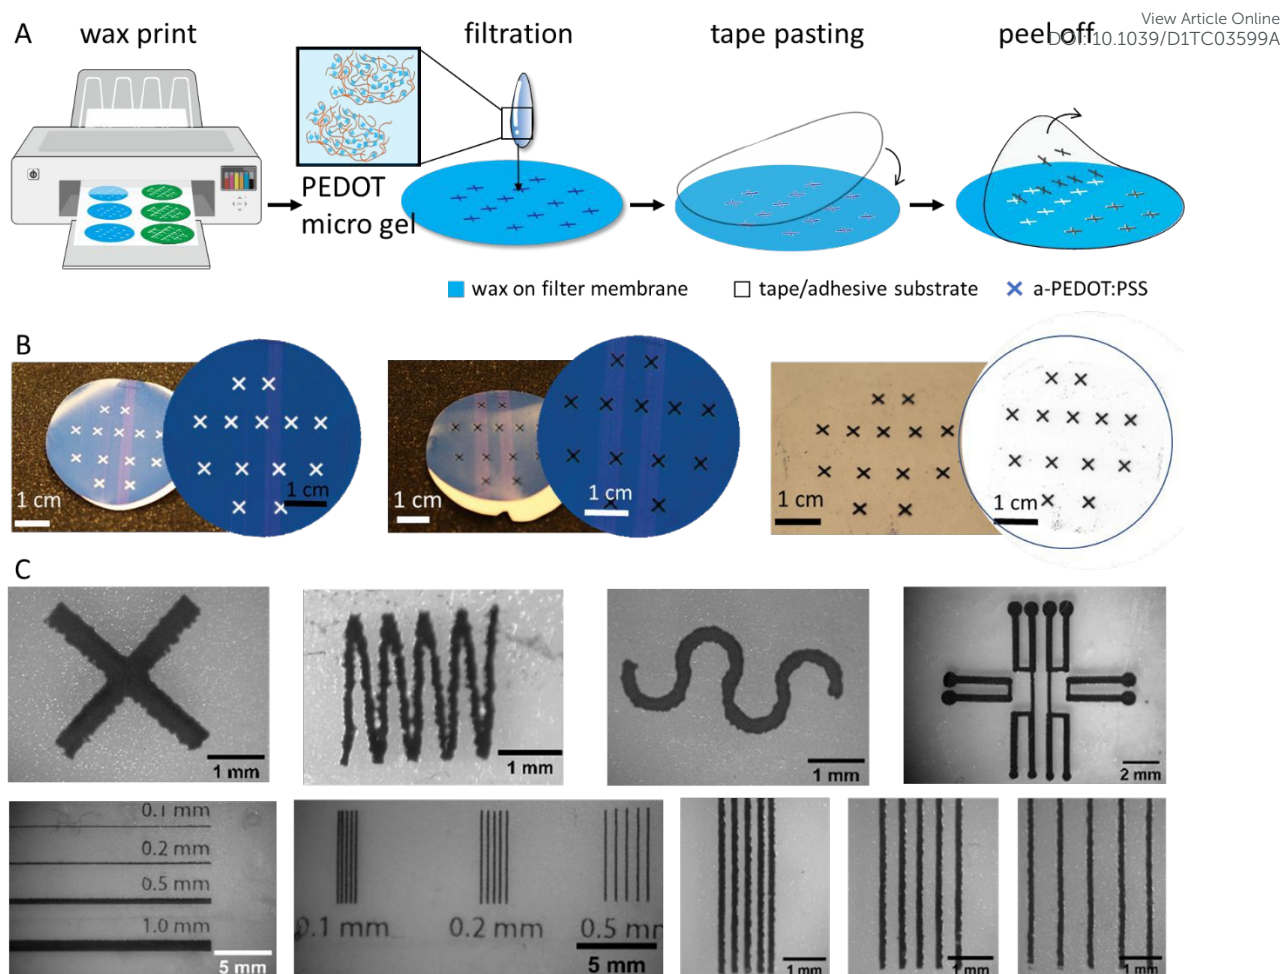 View Article Online
DOI: 10.1039/D1TC03599A
A
wax print
filtration
tape pasting
peel off
PEDOT
micro gel
wax on filter membrane
tape/adhesive substrate
a-PEDOT:PSS
B
1 cm
1 cm
1 cm
1 cm
1 cm
1 cm
C
1 mm
1 mm
1 mm
2 mm
0.1 mm
0.2 mm
0.5 mm
1.0 mm
5 mm
0.1 mm
0.2 mm
0.5 mm
5 mm
1 mm
1 mm
1 mm